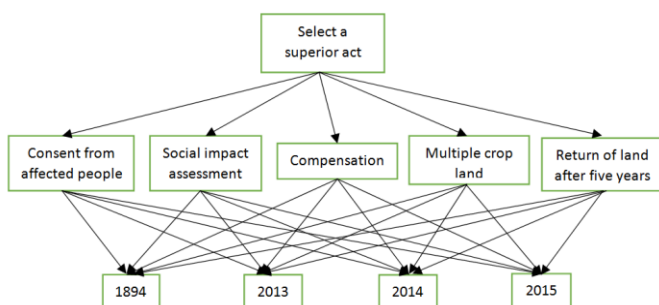 Select a
superior act
Consent from
affected people
Social impact
assessment
Compensation
Multiple crop
land
Return of land
after five years
1894
2013
2014
2015